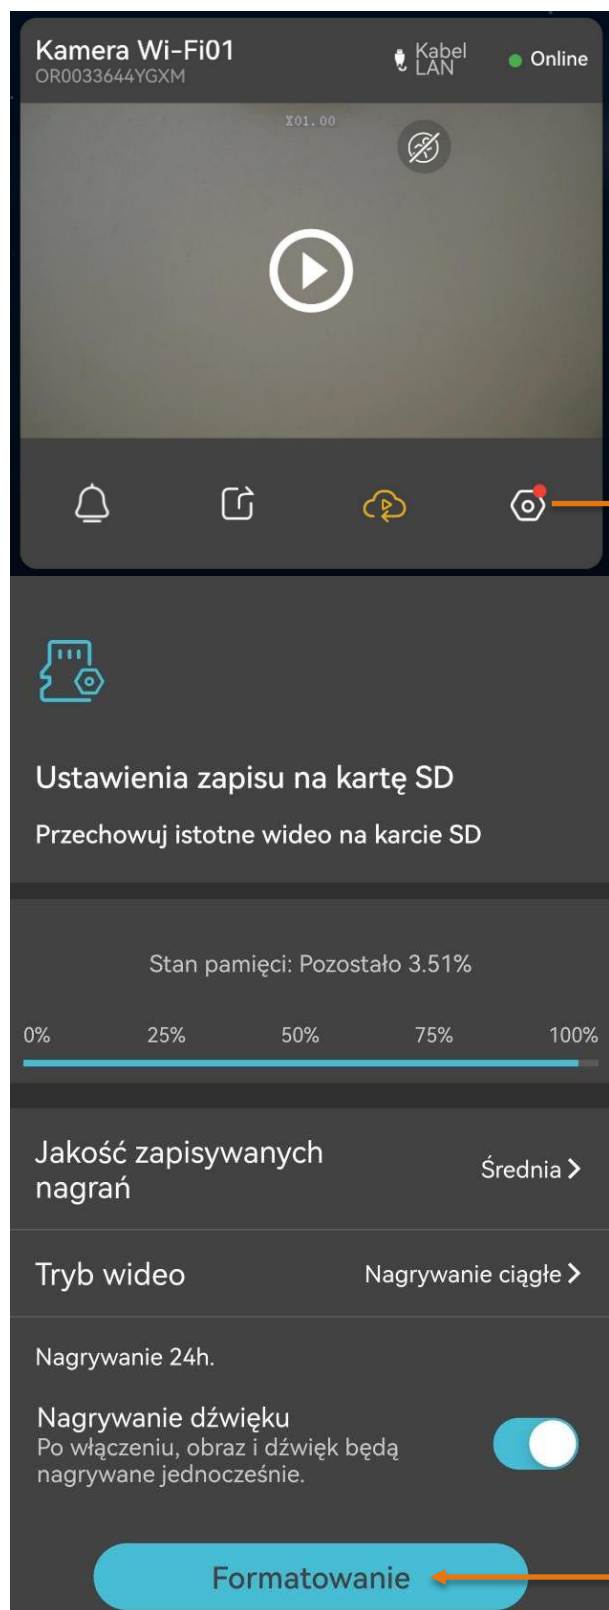 Kamera Wi-Fi01
OR0033644YGXM
Kabel
LAN
Online
X01.00
Ustawienia zapisu na kartę SD
Przechowuj istotne wideo na karcie SD
Stan pamięci: Pozostało 3.51%
0% 25% 50% 75% 100%
Jakość zapisywanych
nagrań
Średnia
Tryb wideo
Nagrywanie ciągłe
Nagrywanie 24h.
Nagrywanie dźwięku
Po włączeniu, obraz i dźwięk będą
nagrywane jednocześnie.
Formatowanie